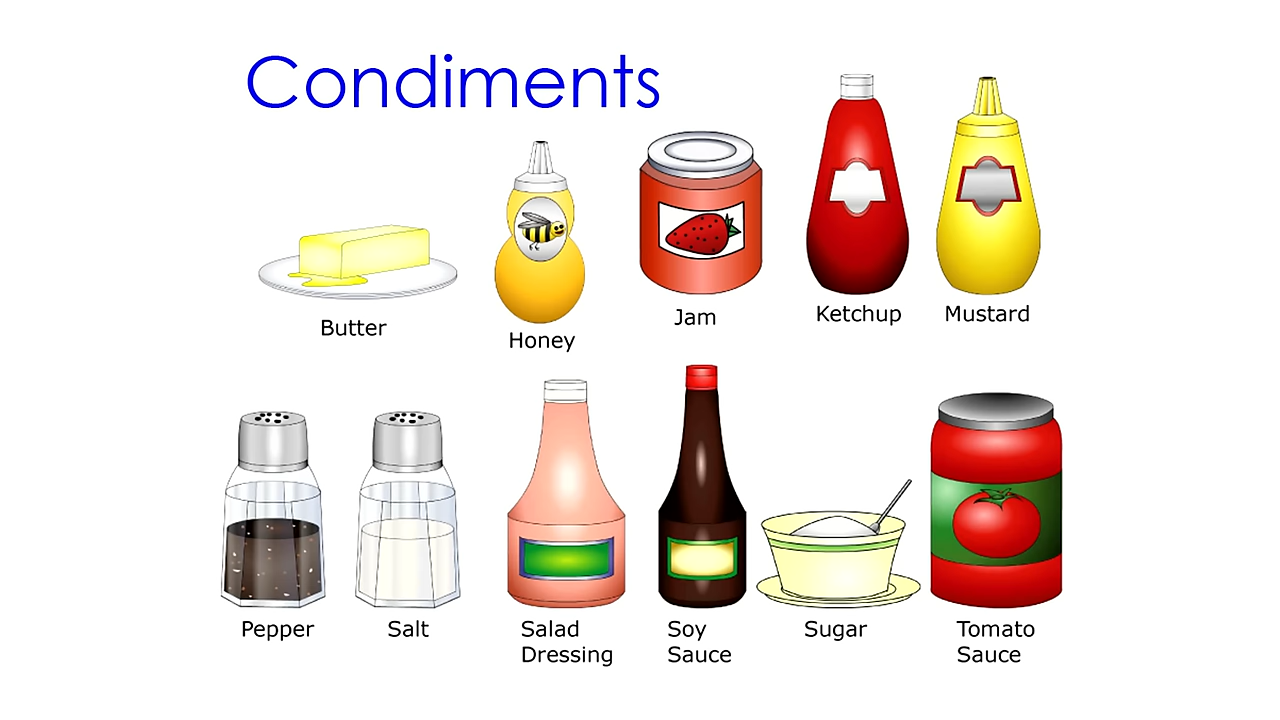 Condiments
Butter
Honey
Jam
Ketchup
Mustard
Pepper
Salt
Salad
Dressing
Soy
Sauce
Sugar
Tomato
Sauce